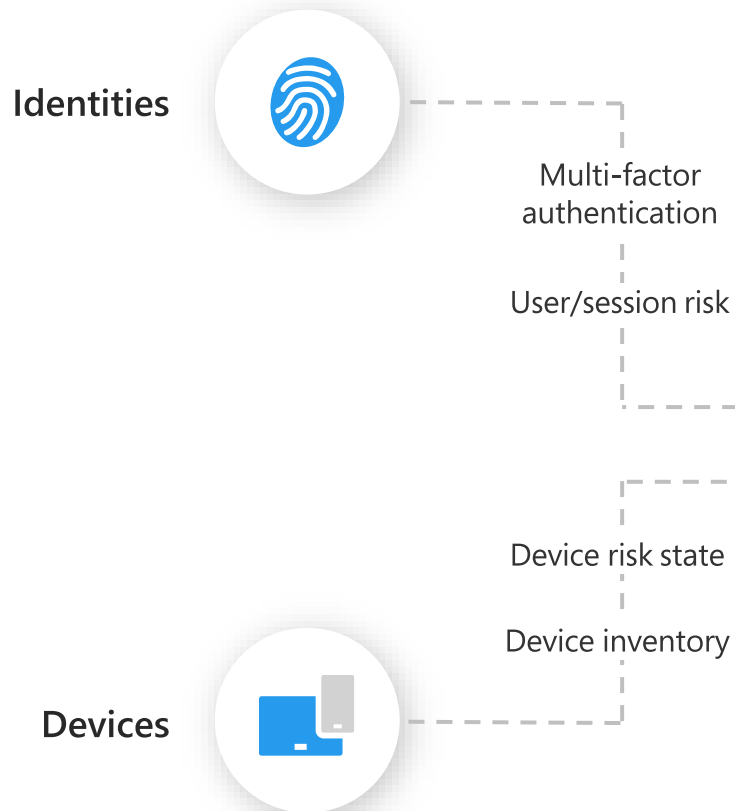 Identities
Multi-factor
authentication
User/session risk
Device risk state
Device inventory
Devices